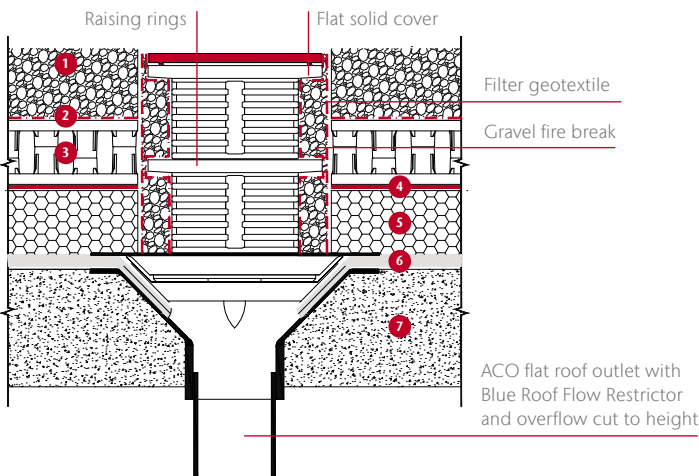 Raising rings
Flat solid cover
1
Filter geotextile
2
Gravel fire break
3
4
5
6
7
ACO flat roof outlet with
Blue Roof Flow Restrictor
and overflow cut to height